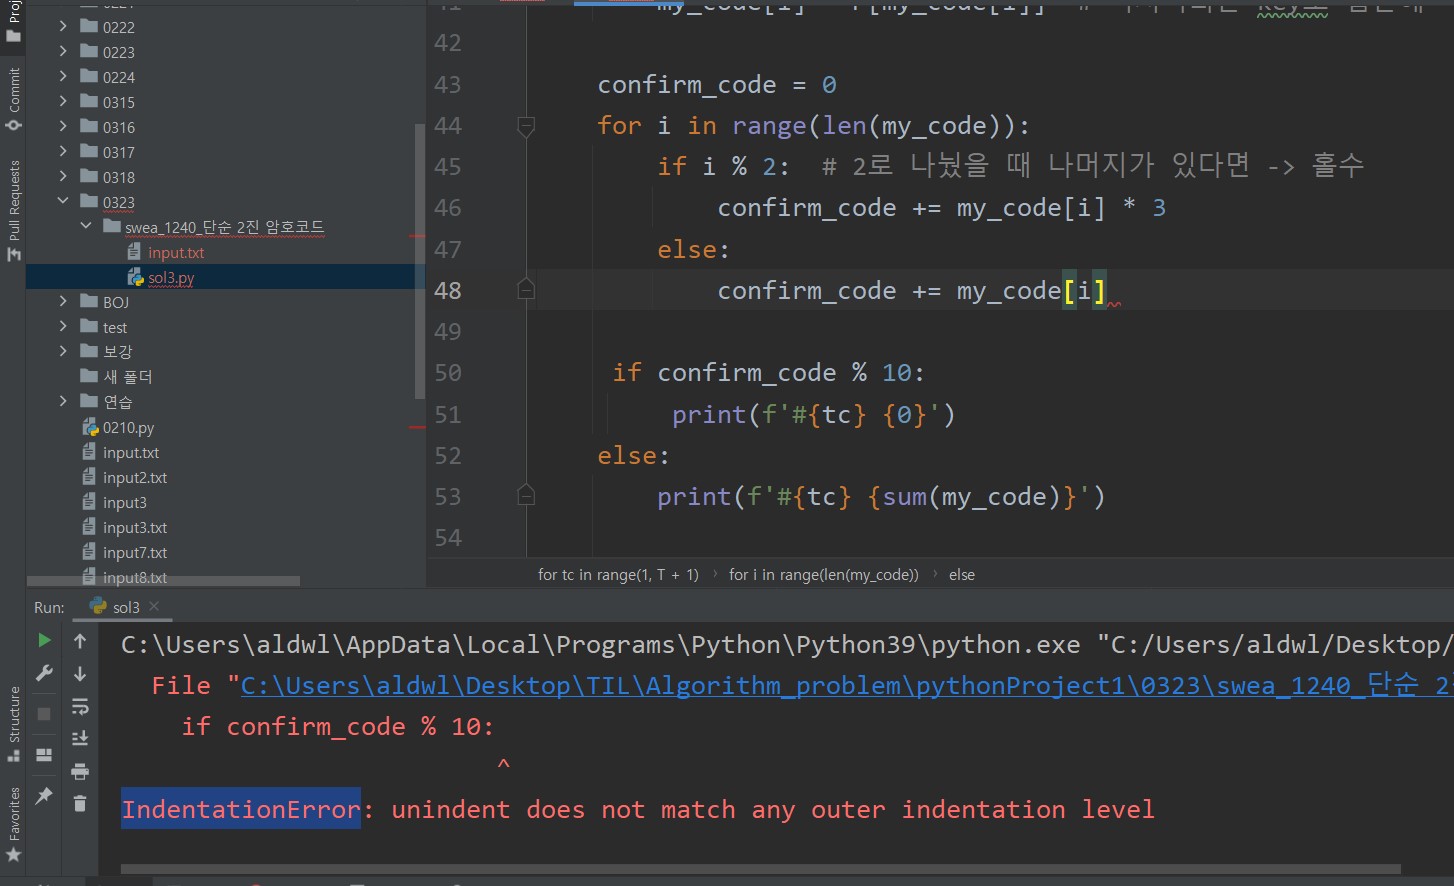 Proj
Commit
Pull Requests
Structure
Favorites
0222
0223
0224
0315
0316
0317
0318
0323
swea_1240_단순 2진 암호코드
input.txt
sol3.py
BOJ
test
보강
새 폴더
연습
0210.py
input.txt
input2.txt
input3
input3.txt
input7.txt
input8.txt
42
43 confirm_code = 0
44 for i in range(len(my_code)):
45 if i % 2: # 2로 나눴을 때 나머지가 있다면 -> 홀수
46 confirm_code += my_code[i] * 3
47 else:
48 confirm_code += my_code[i]
49
50 if confirm_code % 10:
51 print(f'#{tc} {0}')
52 else:
53 print(f'#{tc} {sum(my_code)}')
54
for tc in range(1, T + 1) › for i in range(len(my_code)) › else
Run: sol3 ×
C:\Users\aldwl\AppData\Local\Programs\Python\Python39\python.exe "C:/Users/aldwl/Desktop/
File "C:\Users\aldwl\Desktop\TIL\Algorithm_problem\pythonProject1\0323\swea_1240_단순 2
if confirm_code % 10:
^
IndentationError: unindent does not match any outer indentation level